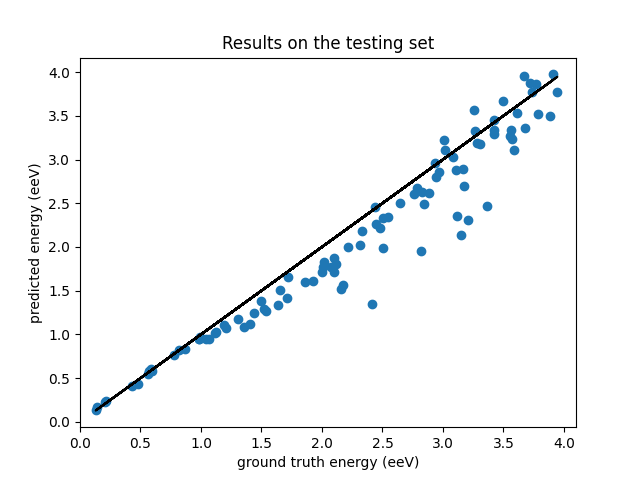 Results on the testing set
4.0
3.5
3.0
2.5
2.0
1.5
1.0
0.5
0.0
predicted energy (eeV)
0.0 0.5 1.0 1.5 2.0 2.5 3.0 3.5 4.0
ground truth energy (eeV)